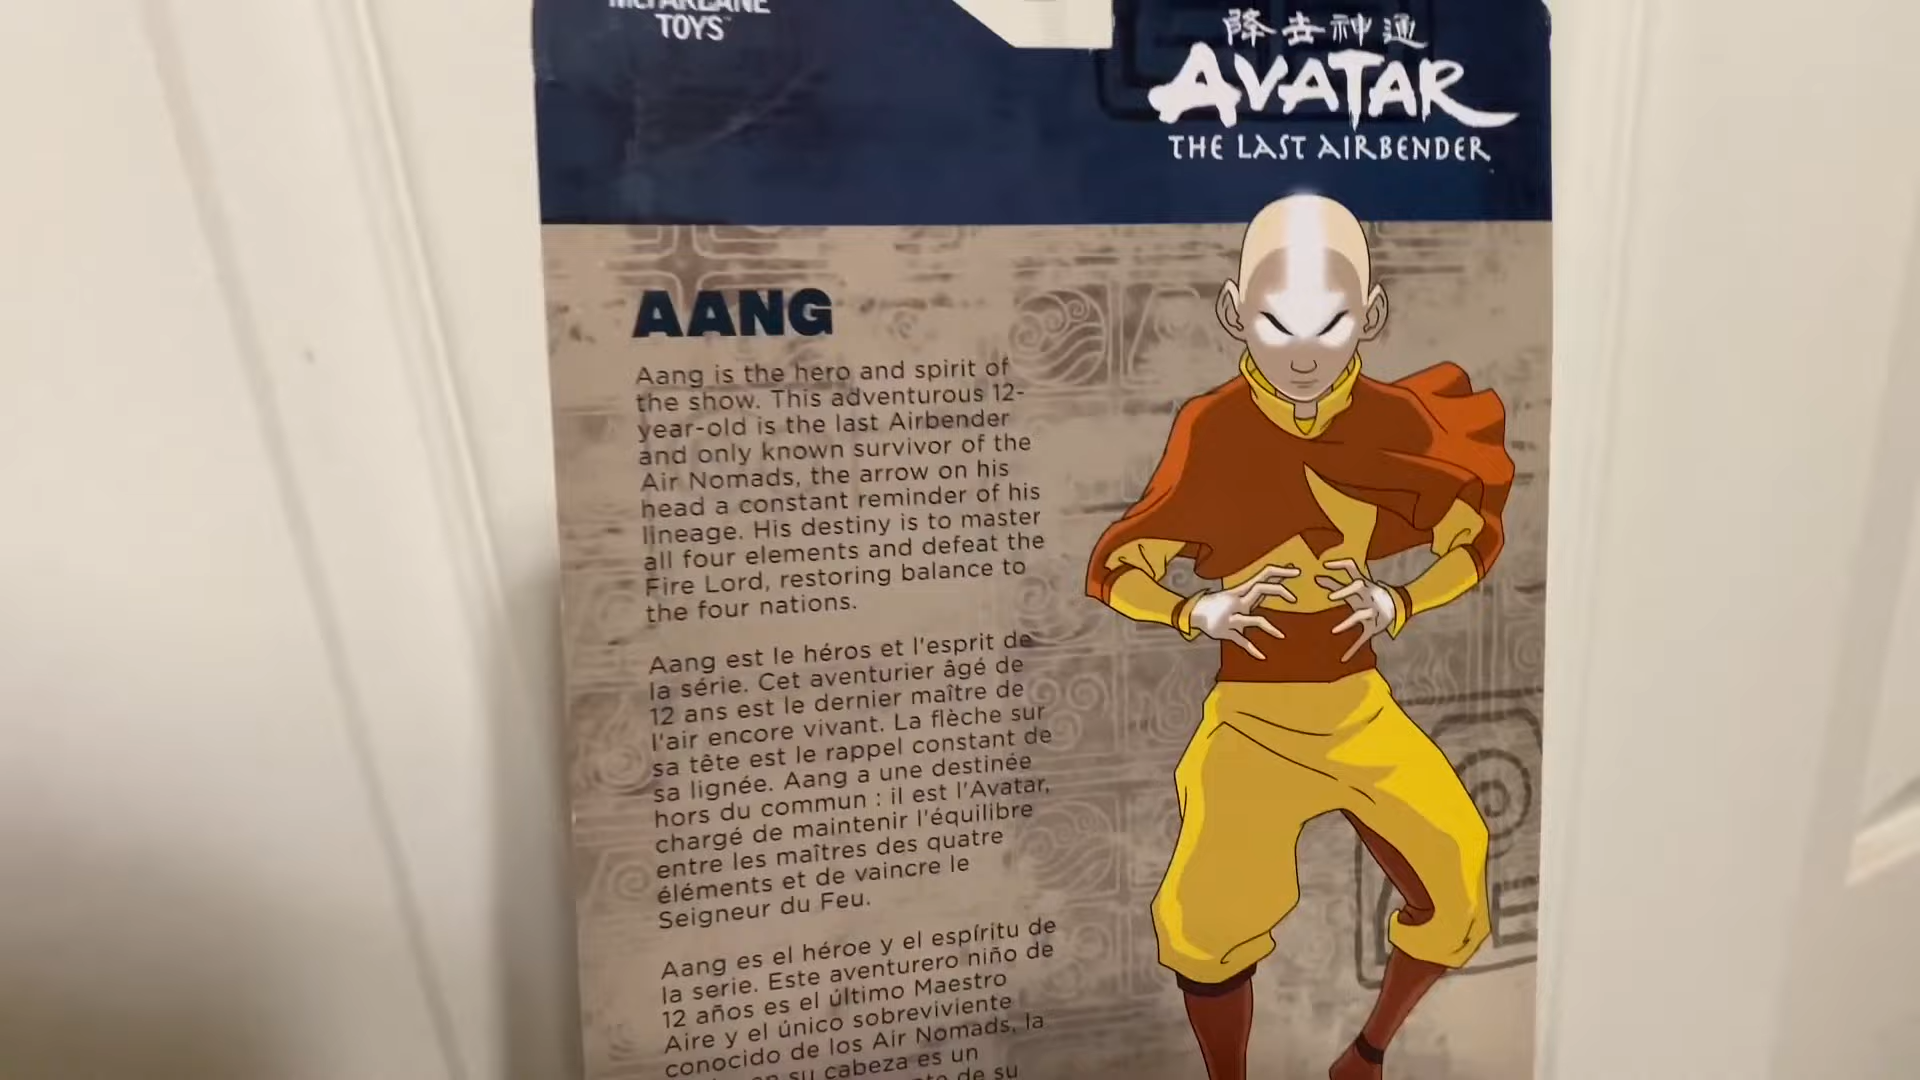 McFARLANE
TOYS™
降去神通
AVATAR
THE LAST AIRBENDER
AANG
Aang is the hero and spirit of
the show. This adventurous 12-
year-old is the last Airbender
and only known survivor of the
Air Nomads, the arrow on his
head a constant reminder of his
lineage. His destiny is to master
all four elements and defeat the
Fire Lord, restoring balance to
the four nations.
Aang est le héros et l'esprit de
la série. Cet aventurier âgé de
12 ans est le dernier maître de
l'air encore vivant. La flèche sur
sa tête est le rappel constant de
sa lignée. Aang a une destinée
hors du commun : il est l'Avatar,
chargé de maintenir l'équilibre
entre les maîtres des quatre
éléments et de vaincre le
Seigneur du Feu.
Aang es el héroe y el espíritu de
la serie. Este aventurero niño de
12 años es el último Maestro
Aire y el único sobreviviente
conocido de los Air Nomads, la
en su cabeza es un
de su